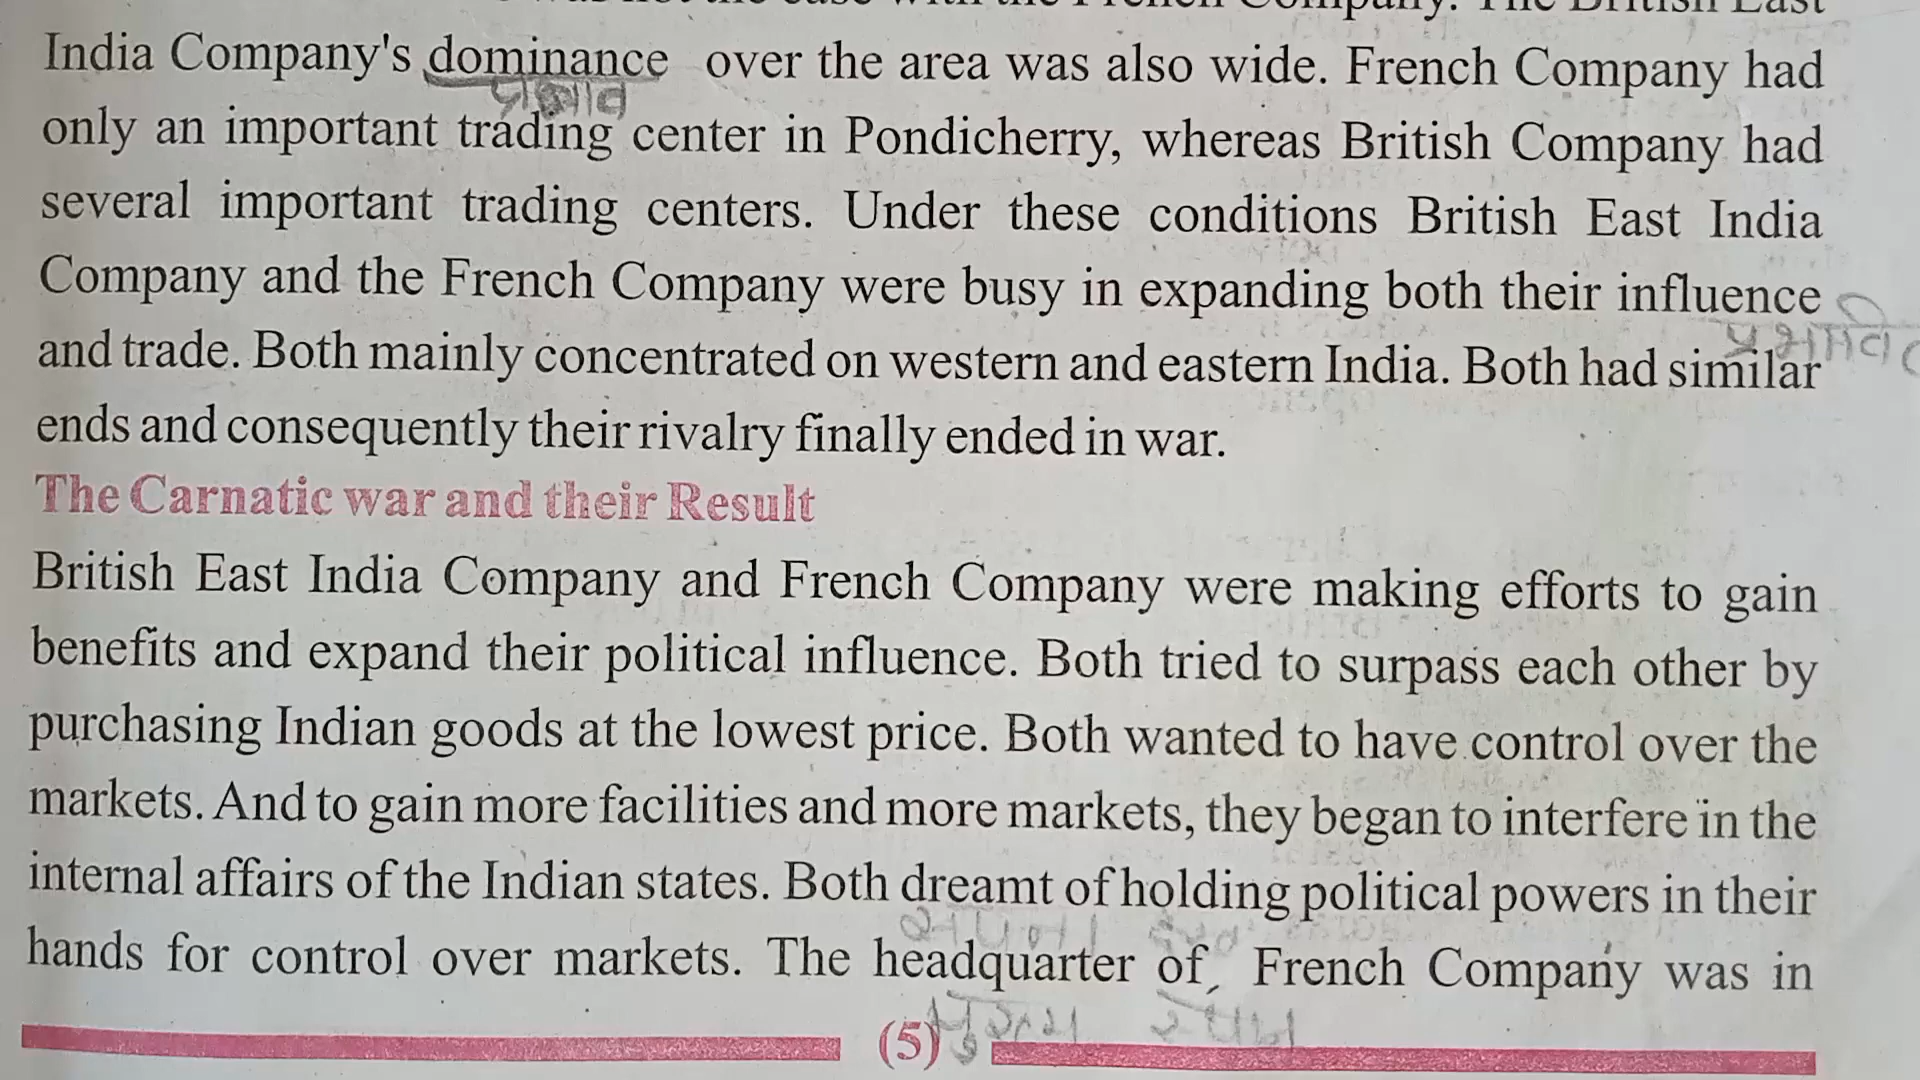 Company. The British East
India Company's dominance over the area was also wide. French Company had
प्रभाव
only an important trading center in Pondicherry, whereas British Company had
several important trading centers. Under these conditions British East India
Company and the French Company were busy in expanding both their influence
and trade. Both mainly concentrated on western and eastern India. Both had similar
ends and consequently their rivalry finally ended in war.
The Carnatic war and their Result
British East India Company and French Company were making efforts to gain
benefits and expand their political influence. Both tried to surpass each other by
purchasing Indian goods at the lowest price. Both wanted to have control over the
markets. And to gain more facilities and more markets, they began to interfere in the
internal affairs of the Indian states. Both dreamt of holding political powers in their
सपना
hands for control over markets. The headquarter of, French Company was in
(5)